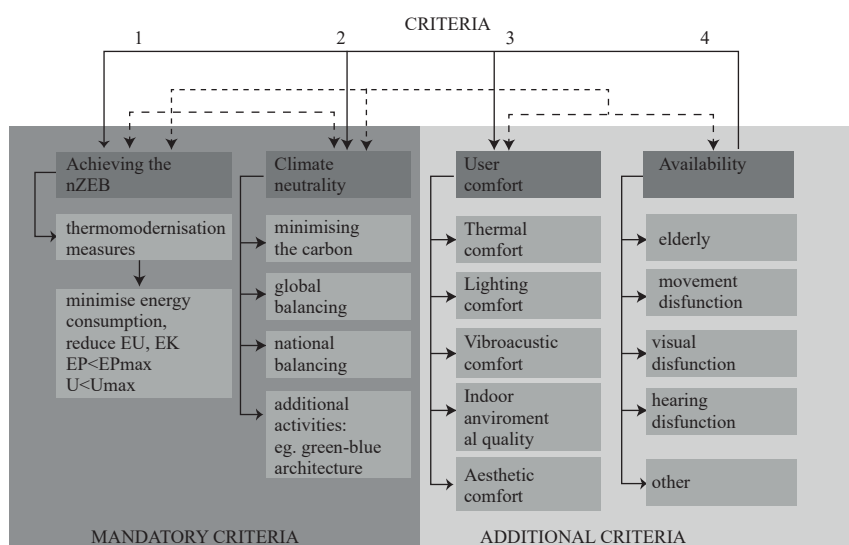 CRITERIA
1
2
3
4
Achieving the
nZEB
thermomodernisation
measures
minimise energy
consumption,
reduce EU, EK
EP<EPmax
U<Umax
Climate
neutrality
minimising
the carbon
global
balancing
national
balancing
additional
activities:
eg. green-blue
architecture
User
comfort
Thermal
comfort
Lighting
comfort
Vibroacustic
comfort
Indoor
anviroment
al quality
Aesthetic
comfort
Availability
elderly
movement
disfunction
visual
disfunction
hearing
disfunction
other
MANDATORY CRITERIA
ADDITIONAL CRITERIA